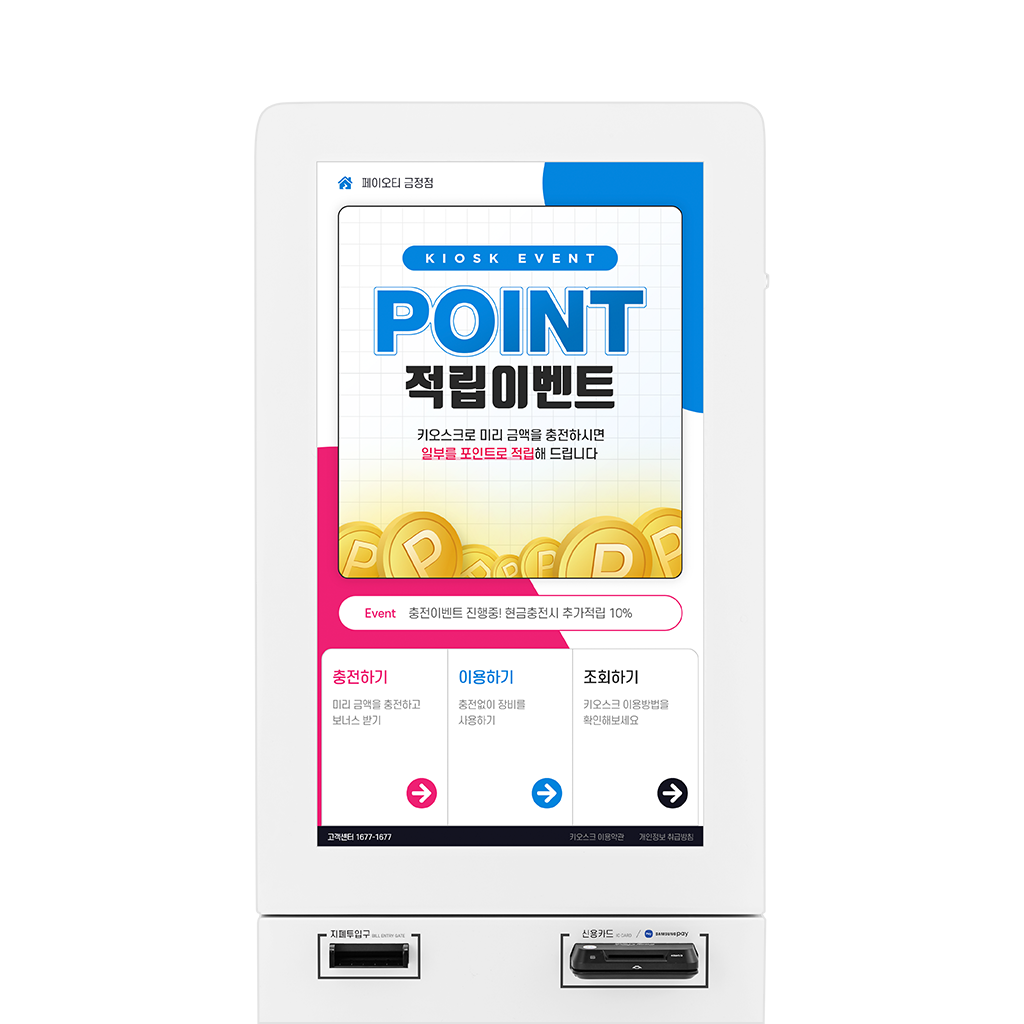 페이오티 금정점
KIOSK EVENT
POINT
적립이벤트
키오스크로 미리 금액을 충전하시면
일부를 포인트로 적립해 드립니다
P P P P P P P
Event 충전이벤트 진행중! 현금충전시 추가적립 10%
충전하기
미리 금액을 충전하고
보너스 받기
이용하기
충전없이 장비를
사용하기
조회하기
키오스크 이용방법을
확인해보세요
고객센터 1677-1677
키오스크 이용약관 개인정보 취급방침
지폐투입구 BILL ENTRY GATE
신용카드 IC CARD / pay SAMSUNG pay